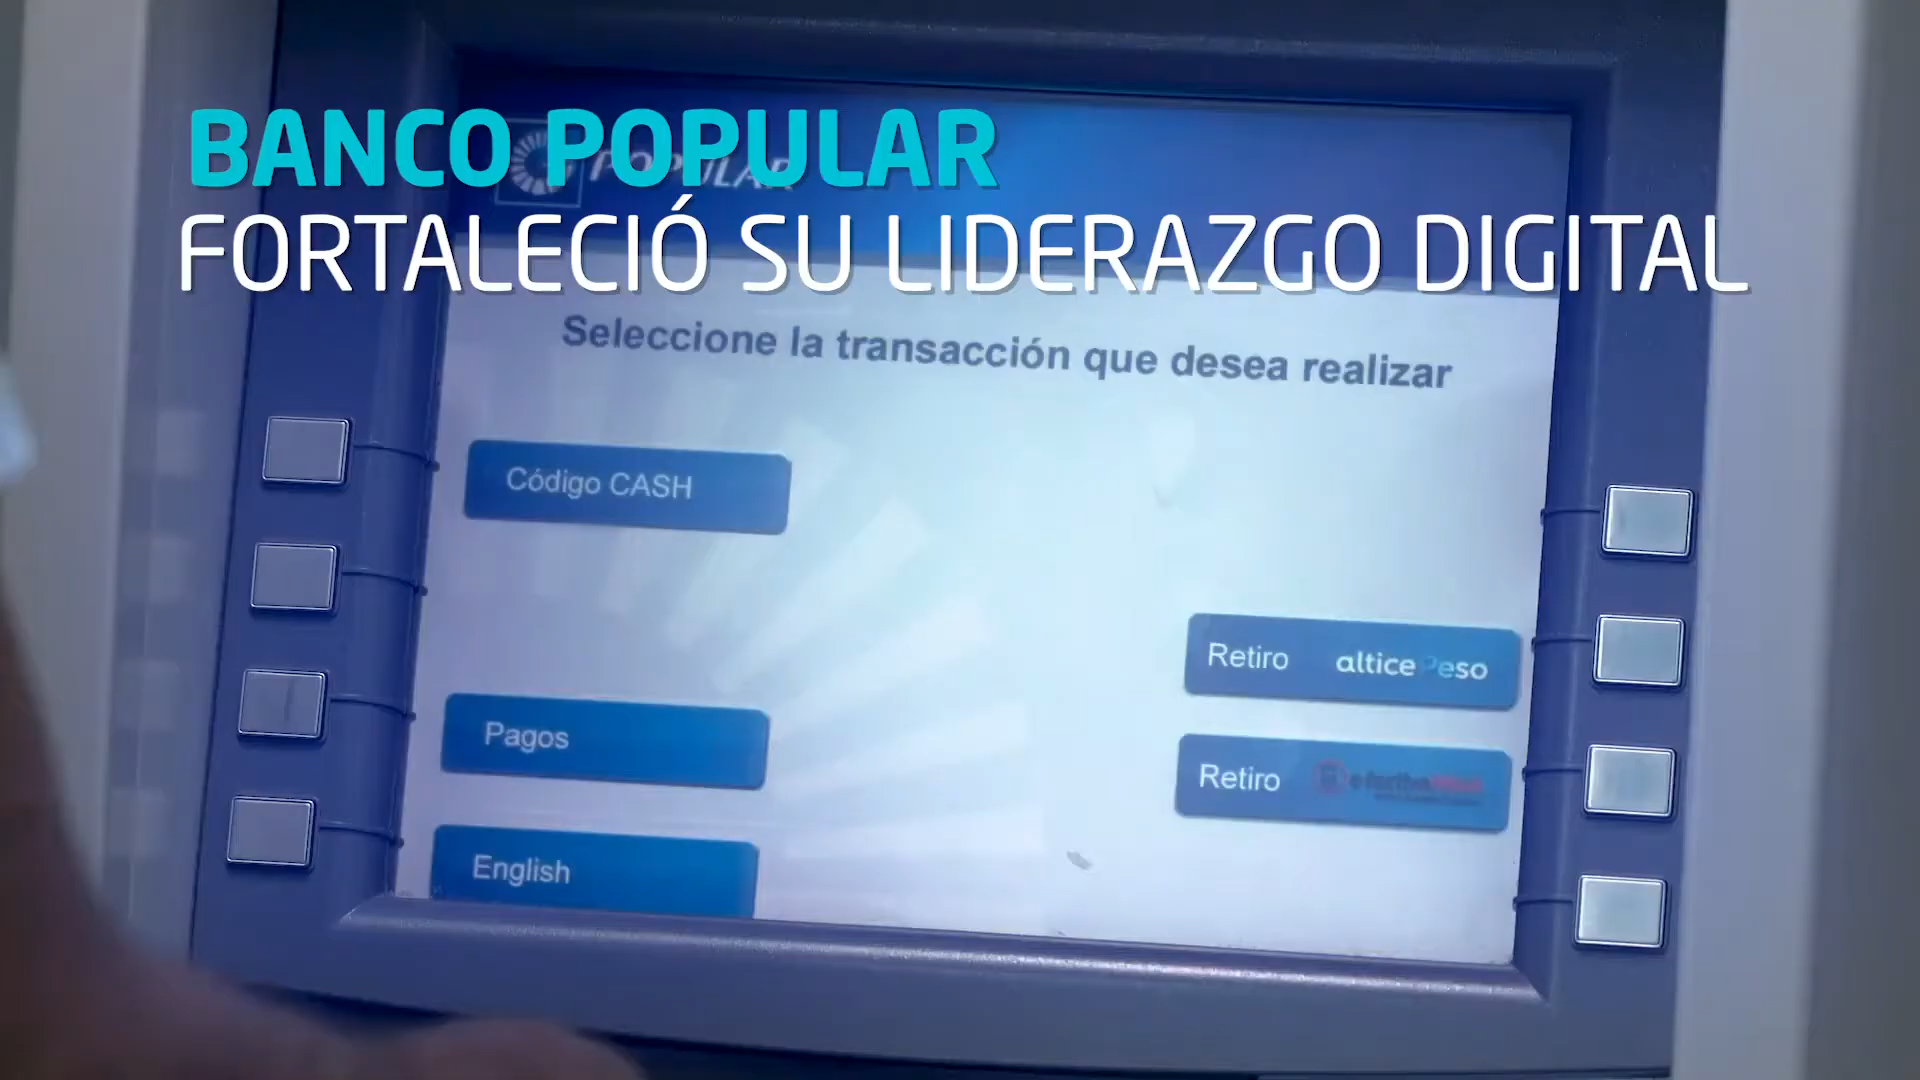 BANCO POPULAR
POPULAR
FORTALECIÓ SU LIDERAZGO DIGITAL
Seleccione la transacción que desea realizar
Código CASH
Retiro altice Peso
Pagos
Retiro
English